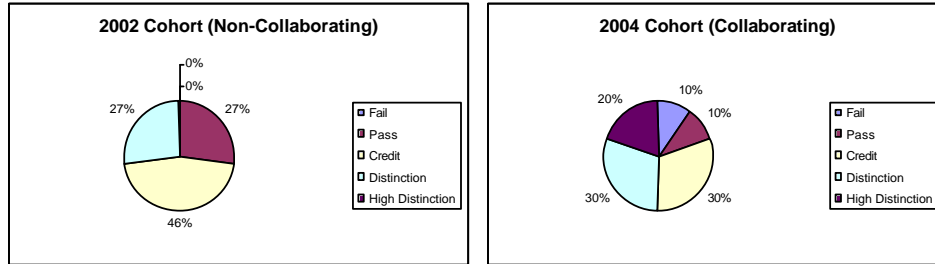 2002 Cohort (Non-Collaborating)
0%
0%
27%
27%
46%
Fail
Pass
Credit
Distinction
High Distinction
2004 Cohort (Collaborating)
10%
20%
10%
30%
30%
Fail
Pass
Credit
Distinction
High Distinction